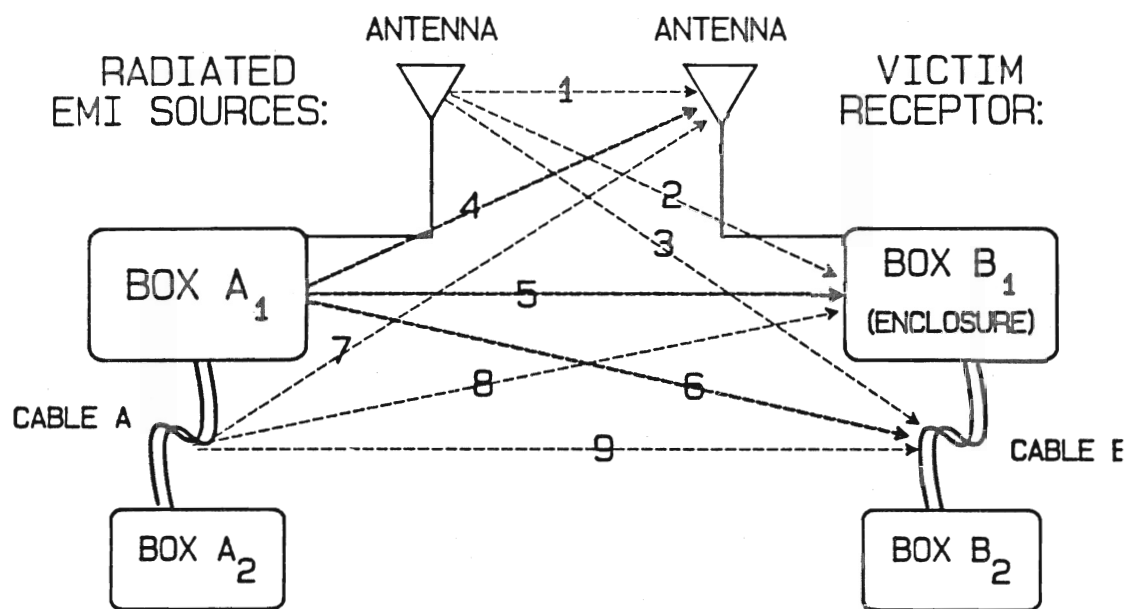 ANTENNA
ANTENNA
RADIATED
EMI SOURCES:
VICTIM
RECEPTOR:
1
2
3
4
5
6
7
8
9
BOX A1
BOX B1
(ENCLOSURE)
CABLE A
CABLE
BOX A2
BOX B2